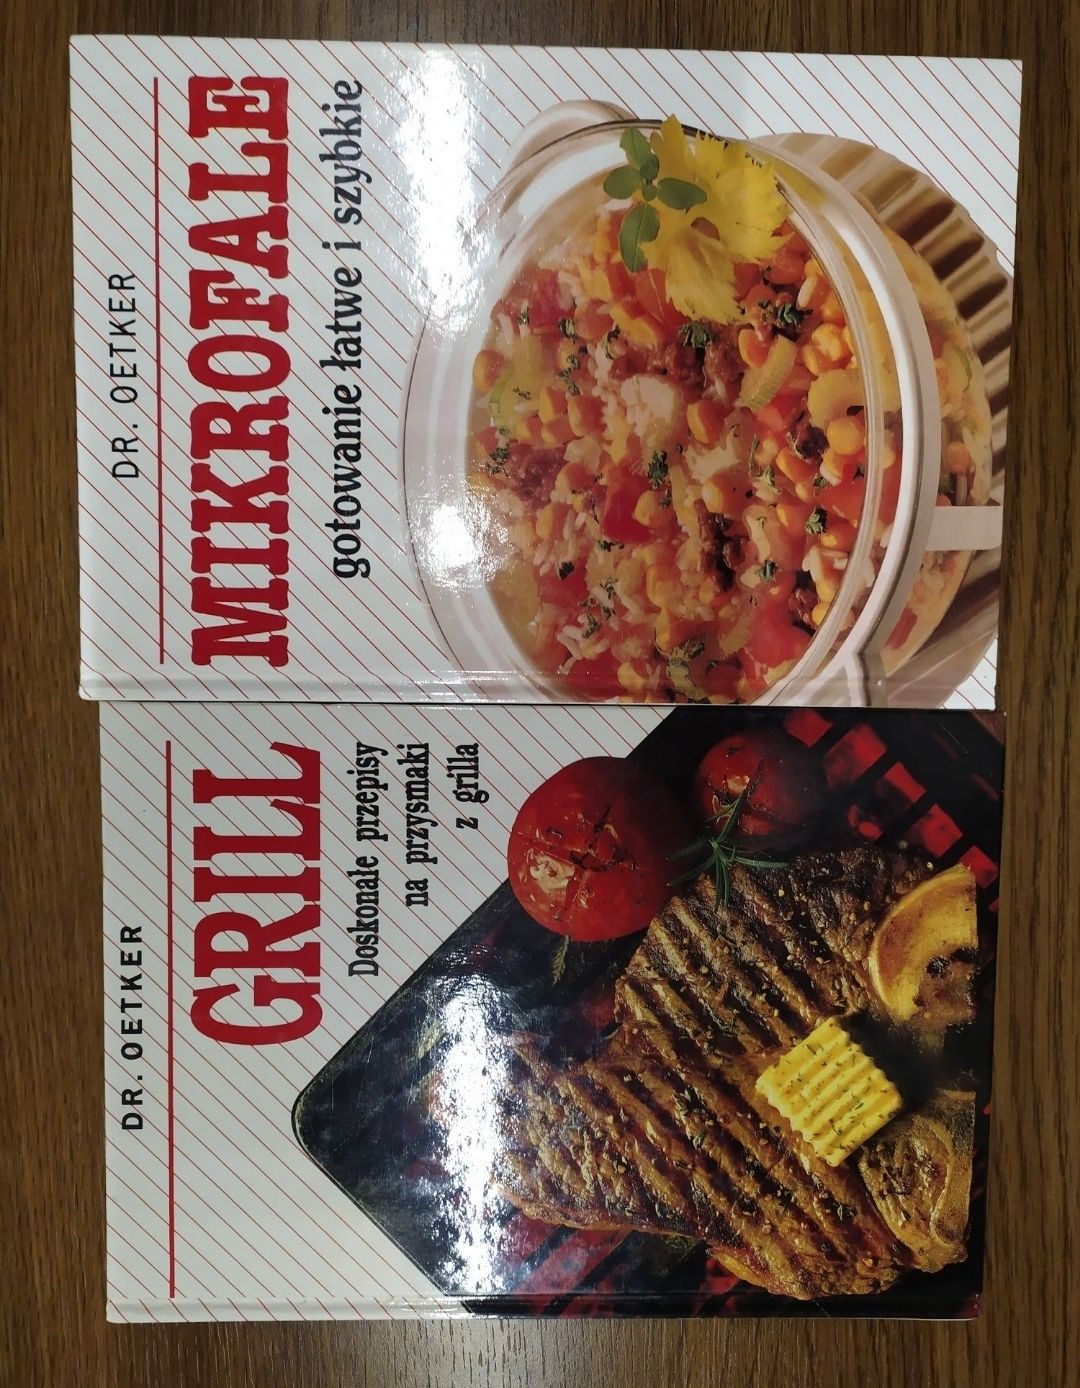 DR. OETKER
MIKROFALE
gotowanie łatwe i szybkie
DR. OETKER
GRILL
Doskonałe przepisy
na przysmaki
z grilla